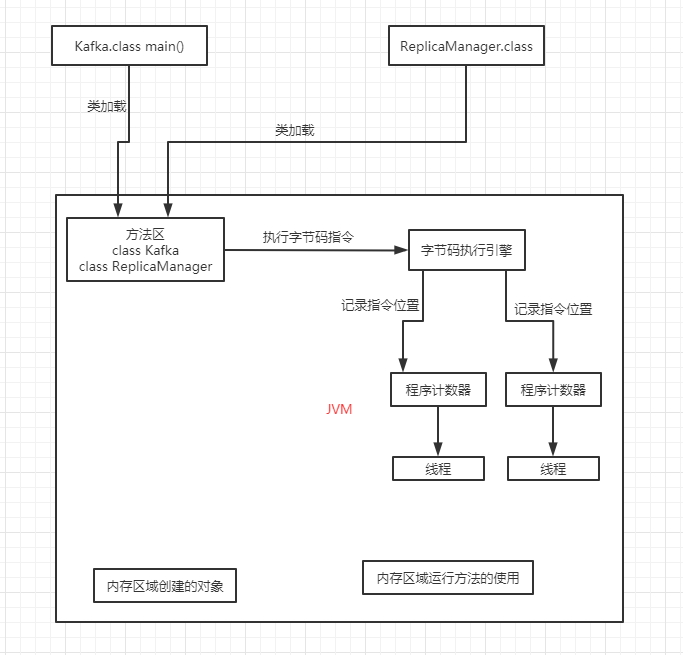 Kafka.class main()
ReplicaManager.class
类加载
类加载
方法区
class Kafka
class ReplicaManager
执行字节码指令
字节码执行引擎
记录指令位置
记录指令位置
程序计数器
程序计数器
JVM
线程
线程
内存区域创建的对象
内存区域运行方法的使用